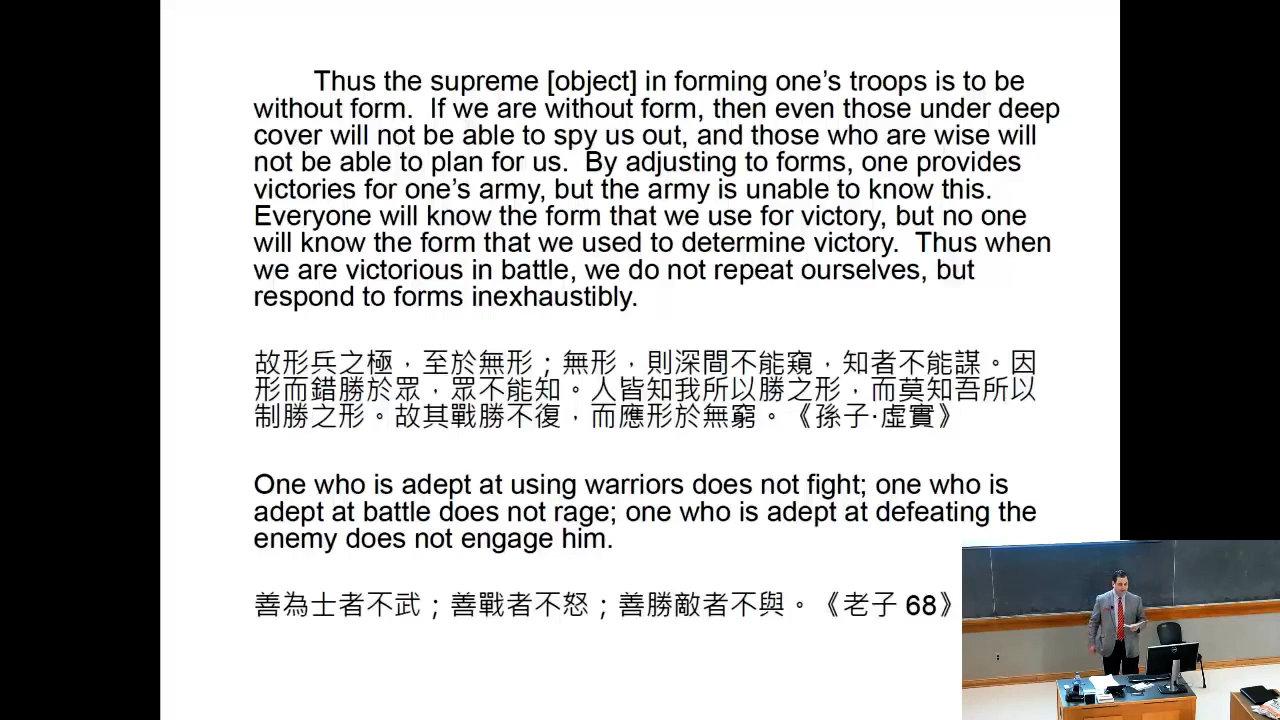 Thus the supreme [object] in forming one’s troops is to be
without form.  If we are without form, then even those under deep
cover will not be able to spy us out, and those who are wise will
not be able to plan for us.  By adjusting to forms, one provides
victories for one’s army, but the army is unable to know this.
Everyone will know the form that we use for victory, but no one
will know the form that we used to determine victory.  Thus when
we are victorious in battle, we do not repeat ourselves, but
respond to forms inexhaustibly.
故形兵之極，至於無形；無形，則深間不能窺，知者不能謀。因
形而錯勝於眾，眾不能知。人皆知我所以勝之形，而莫知吾所以
制勝之形。故其戰勝不復，而應形於無窮。《孫子·虛實》
One who is adept at using warriors does not fight; one who is
adept at battle does not rage; one who is adept at defeating the
enemy does not engage him.
善為士者不武；善戰者不怒；善勝敵者不與。《老子 68》